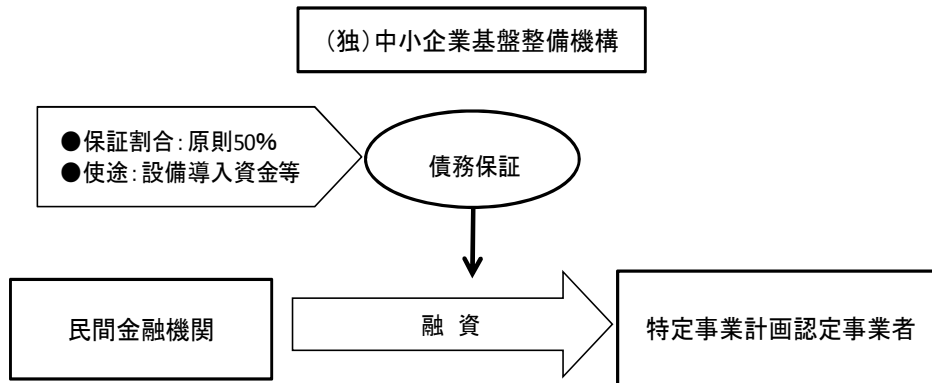 （独）中小企業基盤整備機構
●保証割合：原則50%
●使途：設備導入資金等
債務保証
民間金融機関
融 資
特定事業計画認定事業者